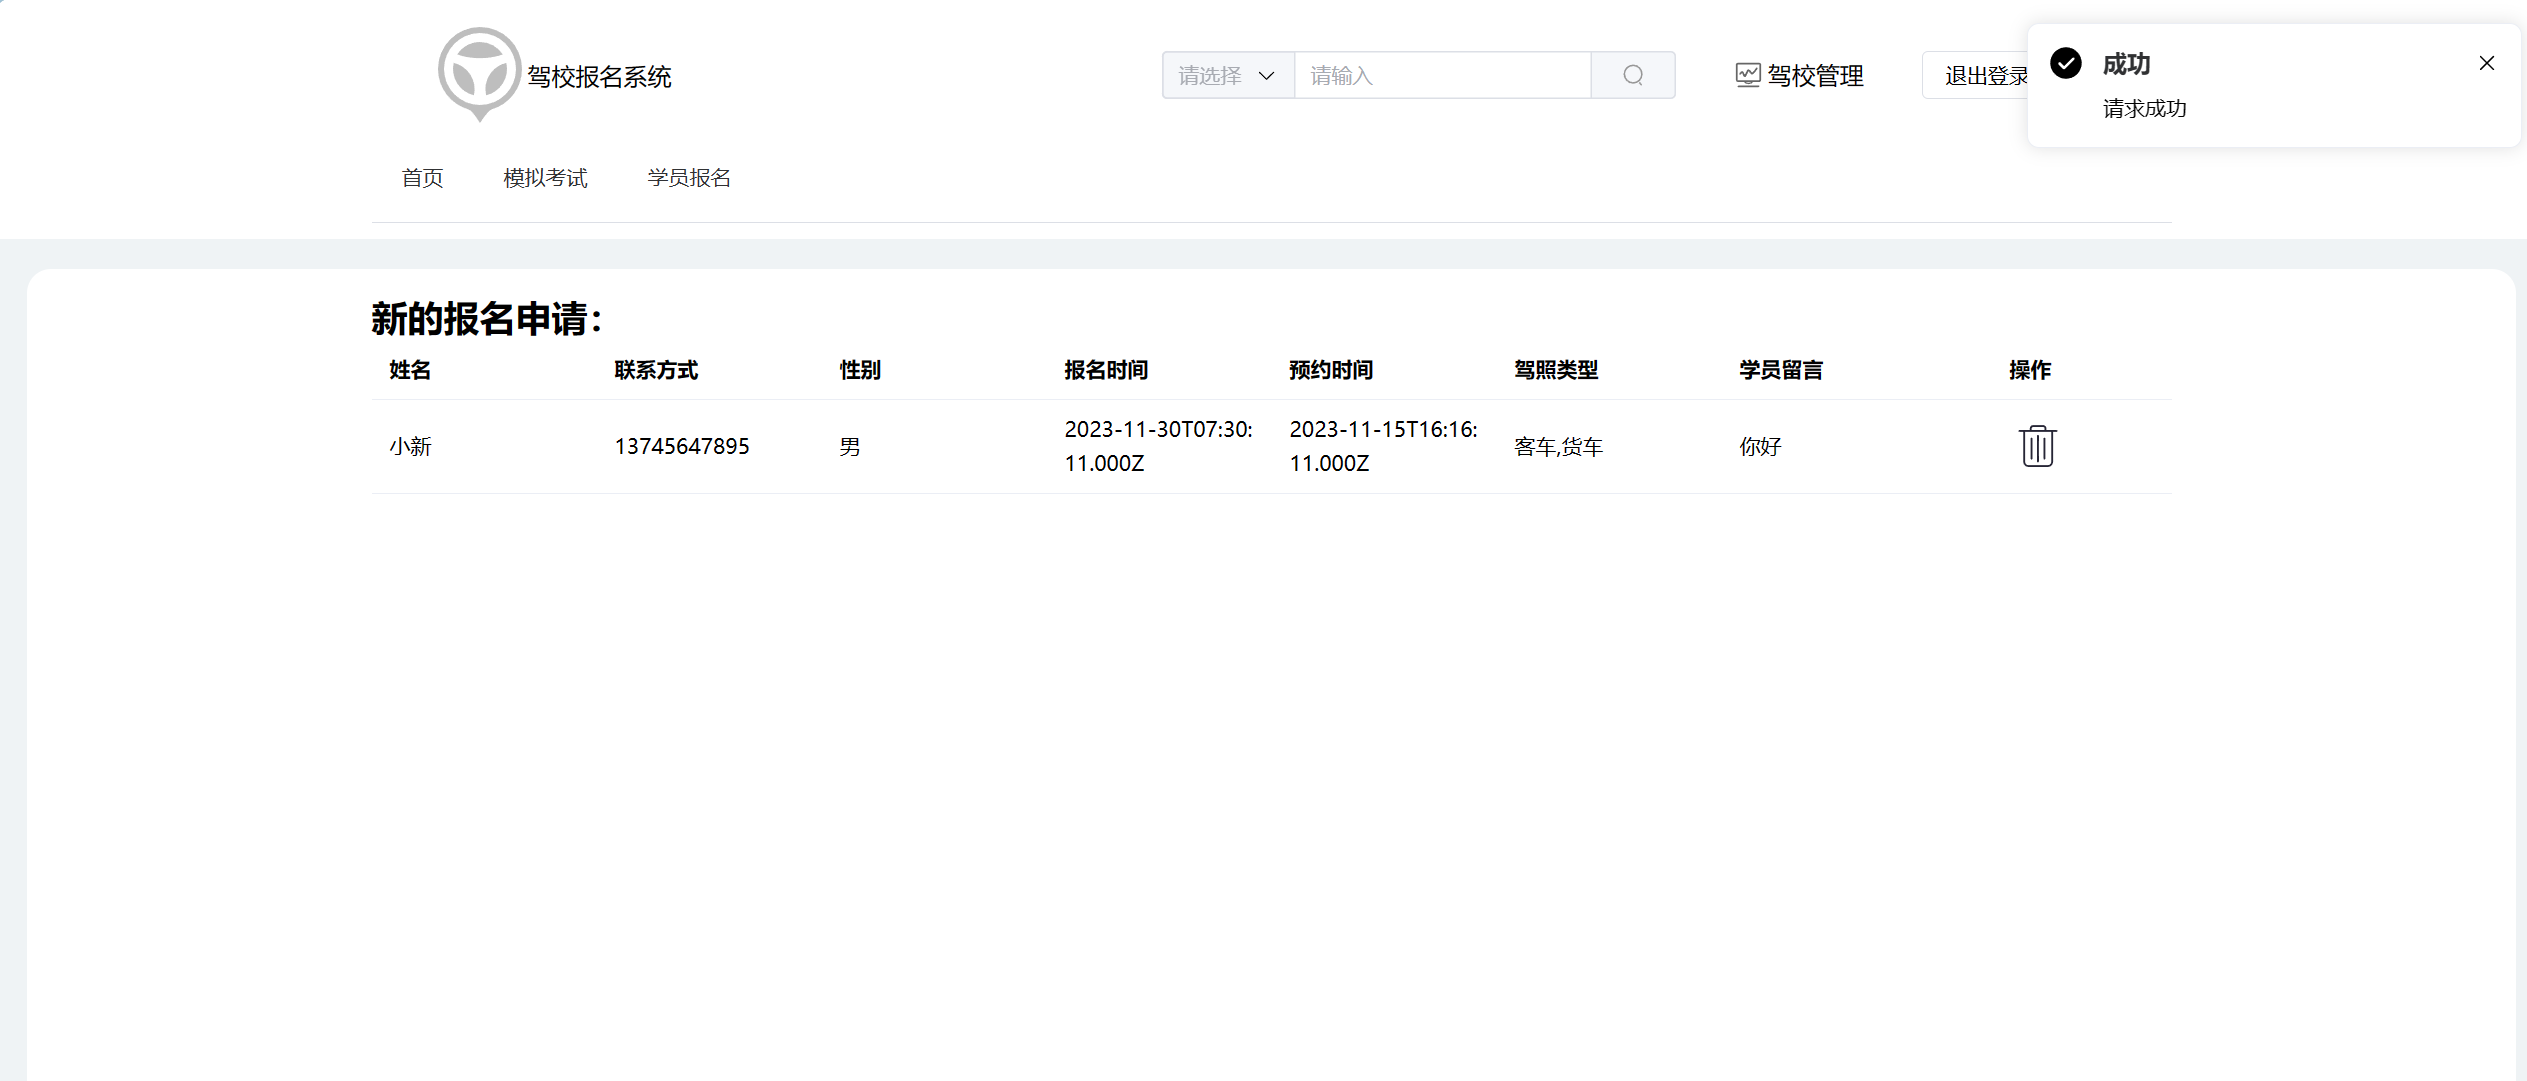 驾校报名系统
请选择
请输入
驾校管理
退出登录
成功
请求成功
首页
模拟考试
学员报名
新的报名申请：
姓名 联系方式 性别 报名时间 预约时间 驾照类型 学员留言 操作
小新 13745647895 男 2023-11-30T07:30: 2023-11-15T16:16: 客车,货车 你好
11.000Z 11.000Z